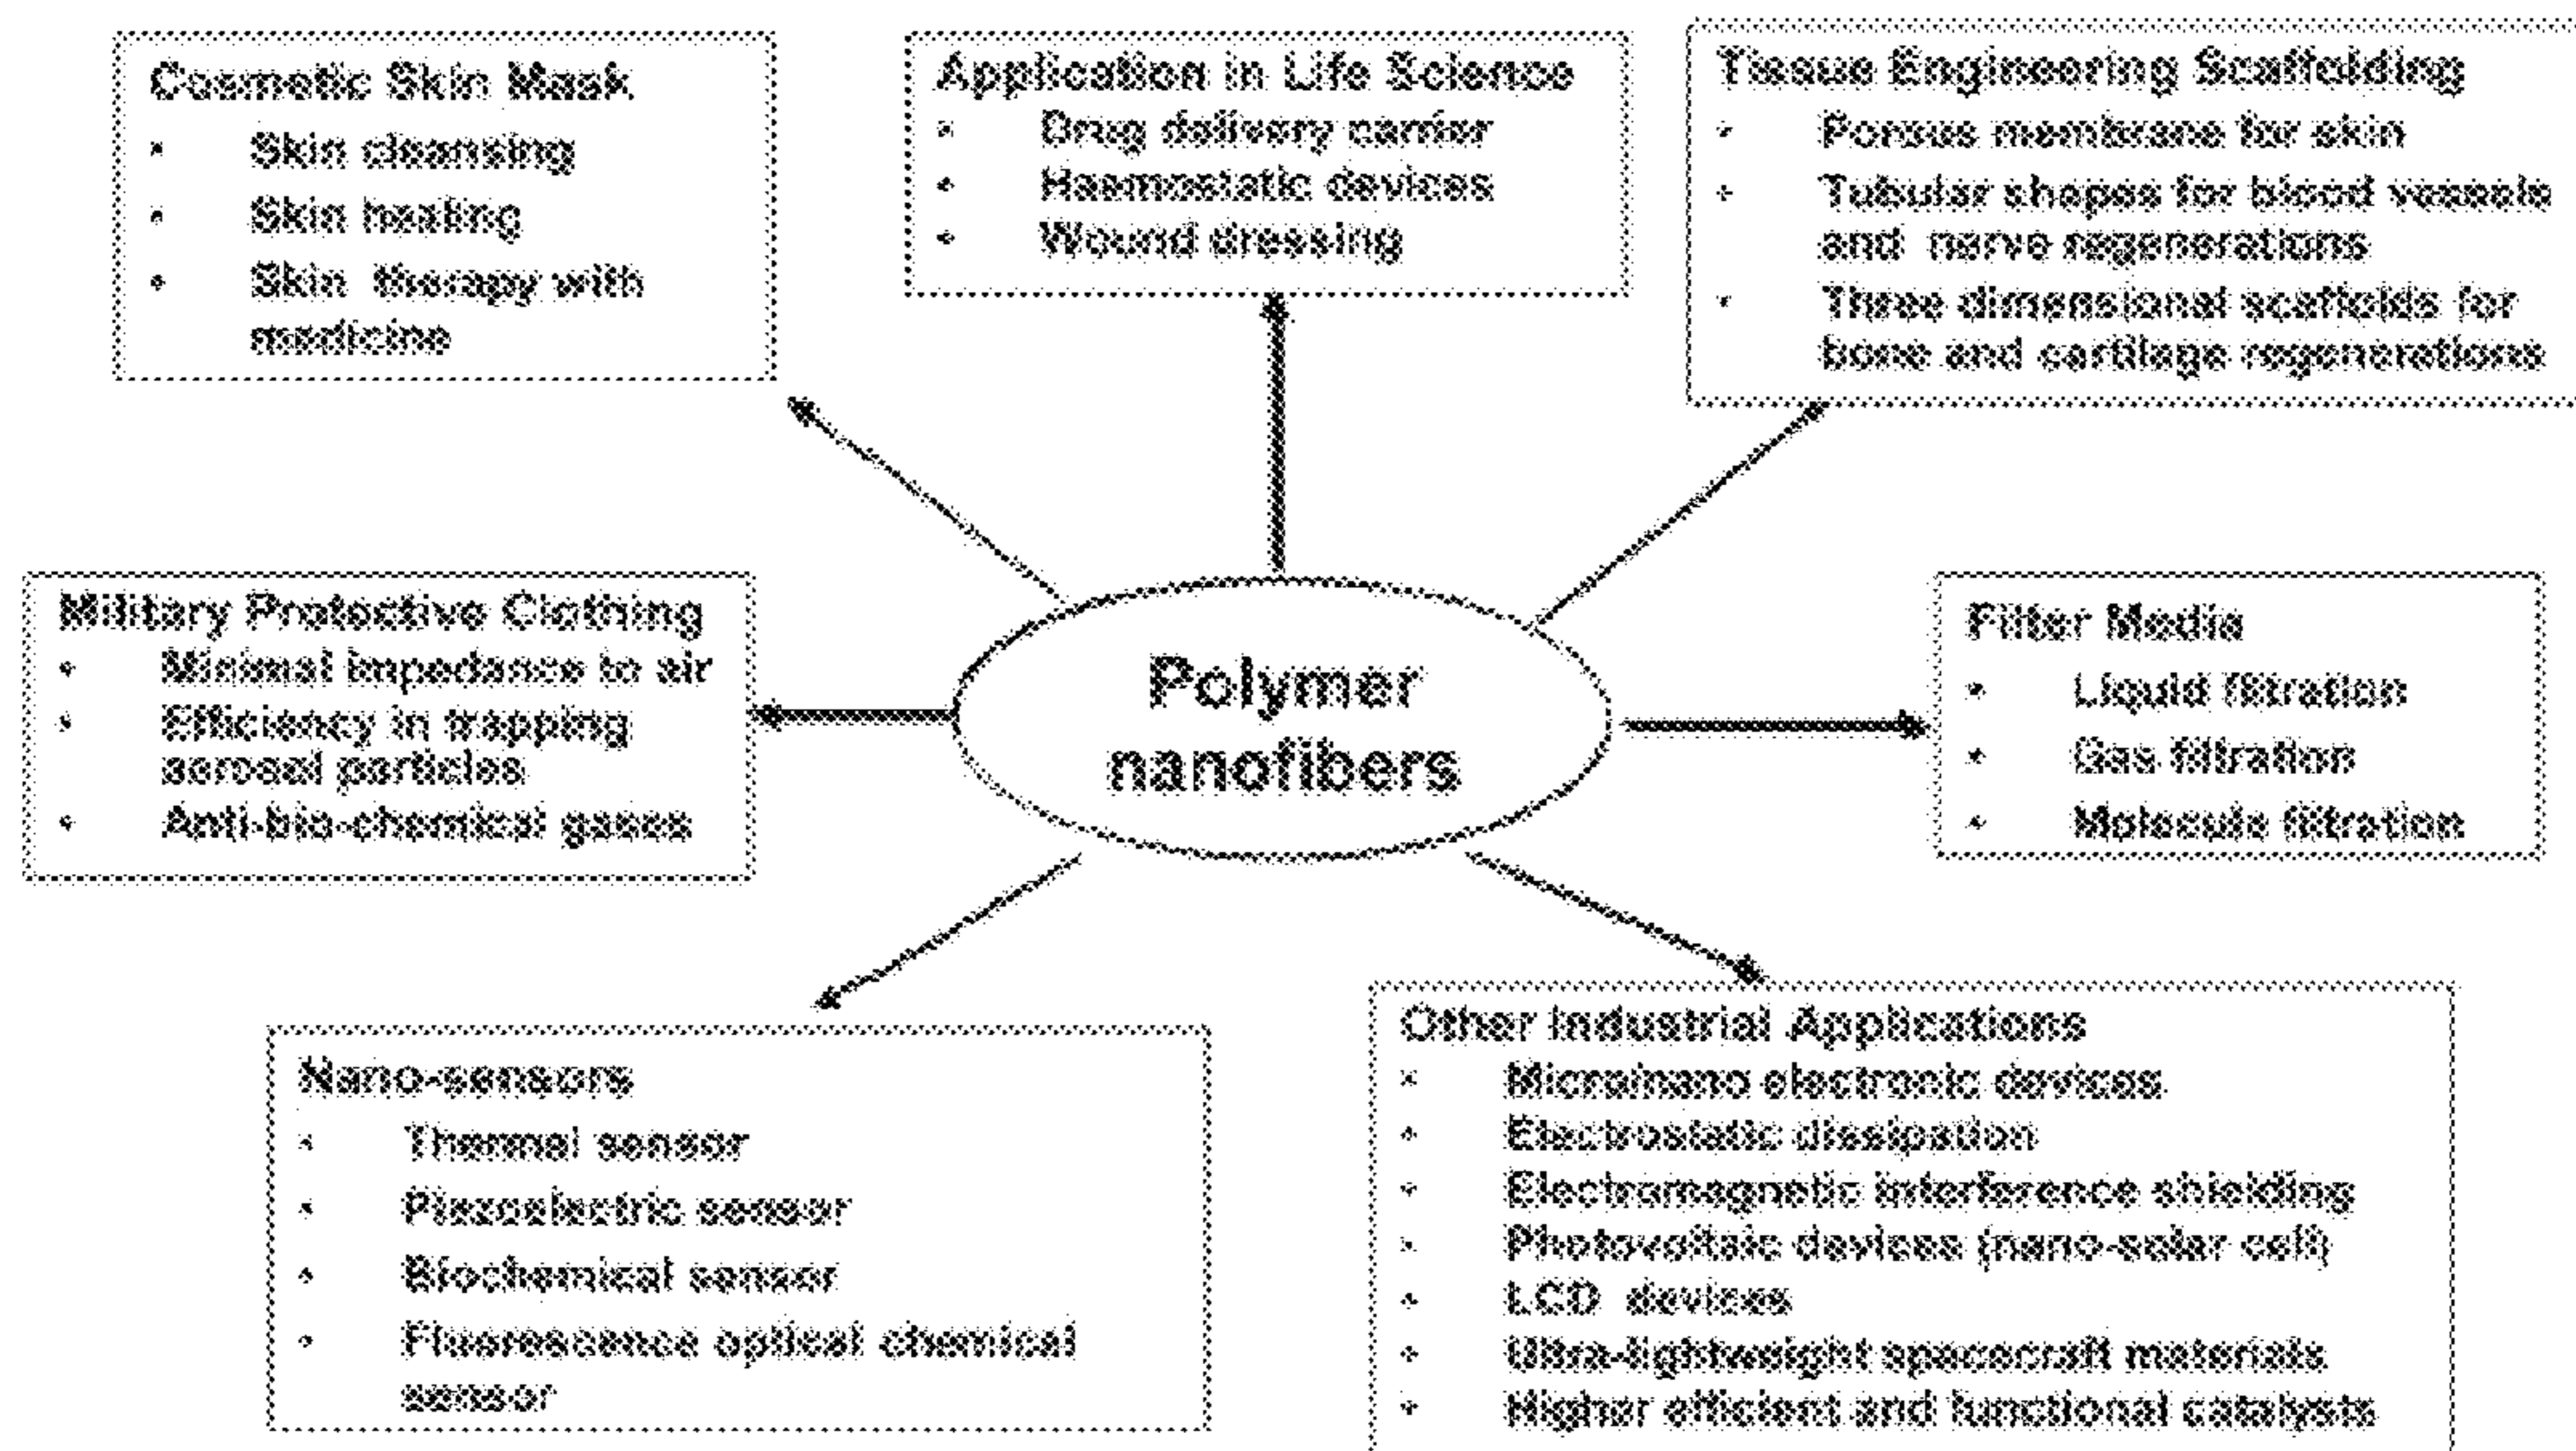 Cosmetic Skin Mask
• Skin cleansing
• Skin healing
• Skin therapy with
medicine
Application in Life Science
• Drug delivery carrier
• Haemostatic devices
• Wound dressing
Tissue Engineering Scaffolding
• Porous membrane for skin
• Tubular shapes for blood vessels
and nerve regenerations
• Three dimensional scaffolds for
bone and cartilage regenerations
Military Protective Clothing
• Minimal impedance to air
• Efficiency in trapping
aerosol particles
• Anti-bio-chemical gases
Polymer
nanofibers
Filter Media
• Liquid filtration
• Gas filtration
• Molecule filtration
Nano-sensors
• Thermal sensor
• Piezoelectric sensor
• Biochemical sensor
• Fluorescence optical chemical
sensor
Other Industrial Applications
• Micro/nano electronic devices
• Electrostatic dissipation
• Electromagnetic interference shielding
• Photovoltaic devices (nano-solar cell)
• LCD devices
• Ultra-lightweight spacecraft materials
• Higher efficient and functional catalysts